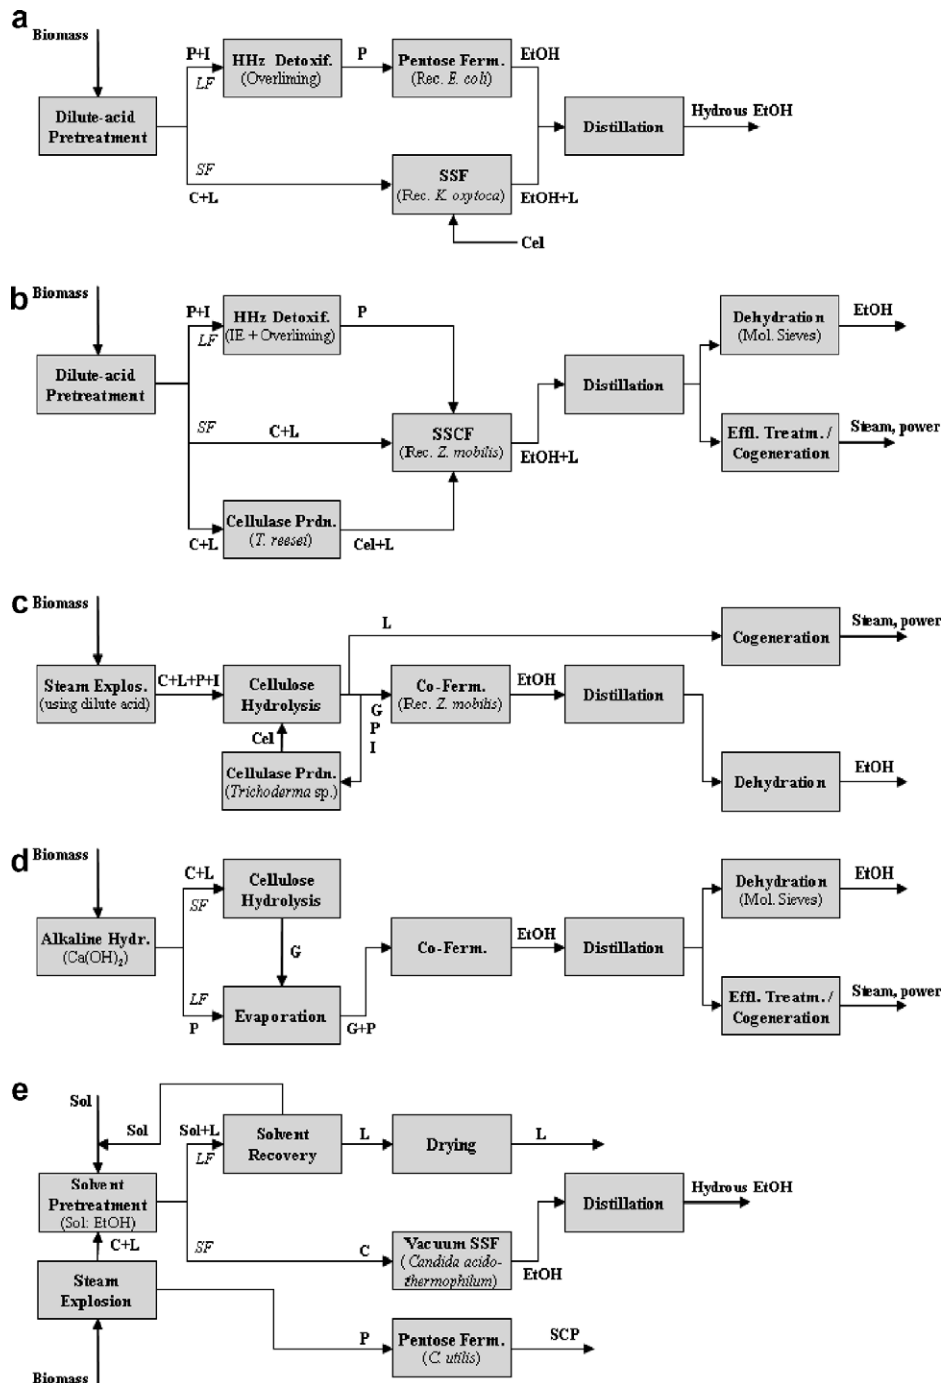 a
Biomass
P+I
LF
HHz Detoxif.
(Overliming)
P
Pentose Ferm.
(Rec. E. coli)
EtOH
Dilute-acid
Pretreatment
Distillation
Hydrous EtOH
SF
C+L
SSF
(Rec. K. oxytoca)
EtOH+L
Cel
b
Biomass
P+I
LF
HHz Detoxif.
(IE + Overliming)
P
Dehydration
(Mol. Sieves)
EtOH
Dilute-acid
Pretreatment
Distillation
SF
C+L
SSCF
(Rec. Z. mobilis)
EtOH+L
Effl. Treatm./
Cogeneration
Steam, power
C+L
Cellulase Prdn.
(T. reesei)
Cel+L
c
Biomass
L
Cogeneration
Steam, power
Steam Explos.
(using dilute acid)
C+L+P+I
Cellulose
Hydrolysis
G
P
I
Co-Ferm.
(Rec. Z. mobilis)
EtOH
Distillation
Cel
Cellulase Prdn.
(Trichoderma sp.)
Dehydration
EtOH
d
Biomass
C+L
SF
Cellulose
Hydrolysis
Dehydration
(Mol. Sieves)
EtOH
Alkaline Hydr.
(Ca(OH)2)
G
Co-Ferm.
EtOH
Distillation
LF
P
Evaporation
G+P
Effl. Treatm./
Cogeneration
Steam, power
e
Sol
Sol
Sol+L
LF
Solvent
Recovery
L
Drying
L
Solvent
Pretreatment
(Sol: EtOH)
Distillation
Hydrous EtOH
C+L
SF
C
Vacuum SSF
(Candida acido-
thermophilum)
EtOH
Steam
Explosion
P
Pentose Ferm.
(C. utilis)
SCP
Biomass